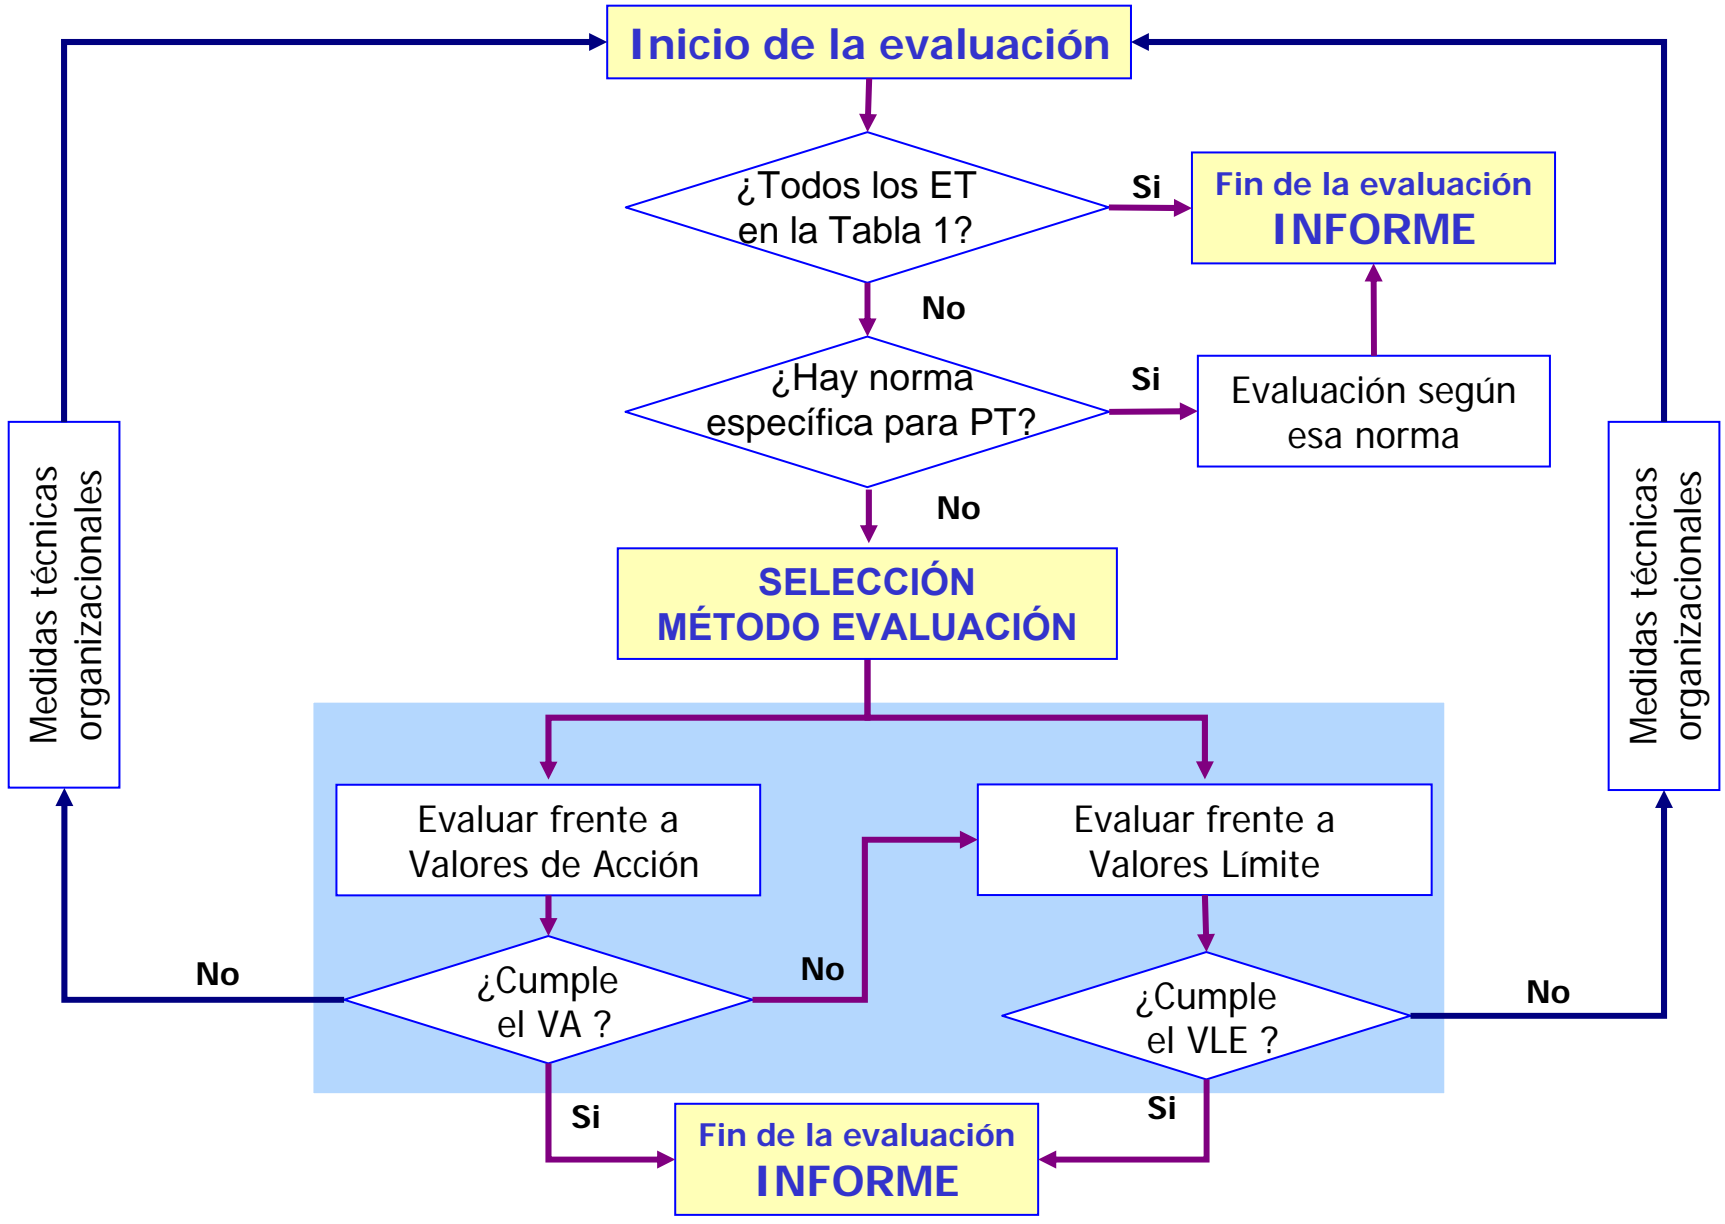 Inicio de la evaluación
¿Todos los ET
en la Tabla 1?
Si
Fin de la evaluación
INFORME
No
¿Hay norma
específica para PT?
Si
Evaluación según
esa norma
No
SELECCIÓN
MÉTODO EVALUACIÓN
Medidas técnicas
organizacionales
Medidas técnicas
organizacionales
Evaluar frente a
Valores de Acción
Evaluar frente a
Valores Límite
No
¿Cumple
el VA ?
No
¿Cumple
el VLE ?
No
Si
Si
Fin de la evaluación
INFORME